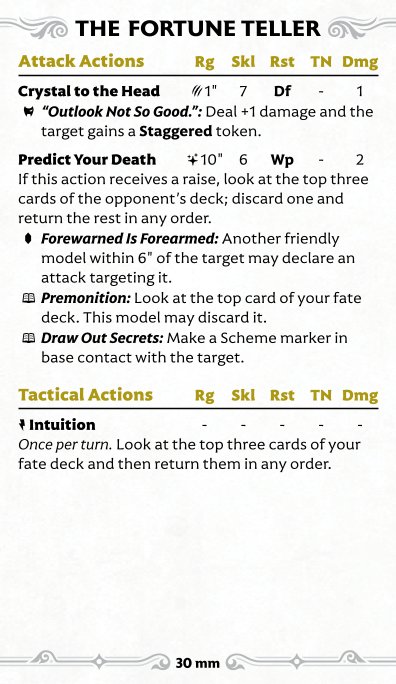 THE FORTUNE TELLER
Attack Actions Rg Skl Rst TN Dmg
Crystal to the Head 1" 7 Df - 1
“Outlook Not So Good.”: Deal +1 damage and the
target gains a Staggered token.
Predict Your Death 10" 6 Wp - 2
If this action receives a raise, look at the top three
cards of the opponent’s deck; discard one and
return the rest in any order.
Forewarned Is Forearmed: Another friendly
model within 6" of the target may declare an
attack targeting it.
Premonition: Look at the top card of your fate
deck. This model may discard it.
Draw Out Secrets: Make a Scheme marker in
base contact with the target.
Tactical Actions Rg Skl Rst TN Dmg
Intuition - - - - -
Once per turn. Look at the top three cards of your
fate deck and then return them in any order.
30 mm